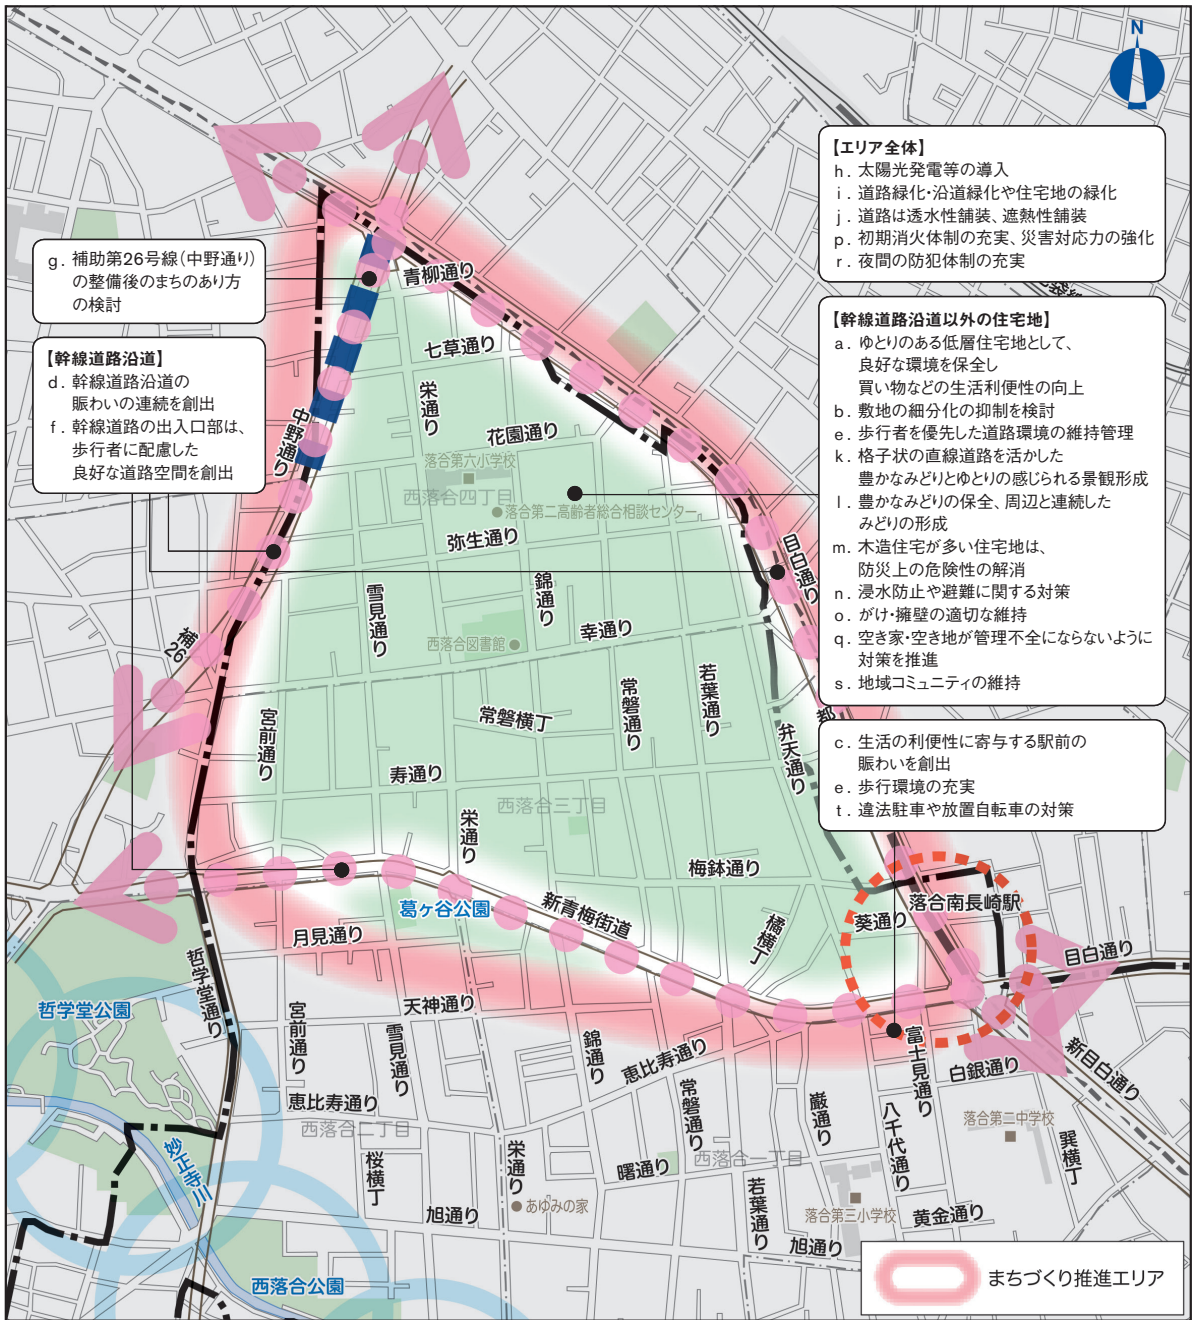 N
【エリア全体】
h. 太陽光発電等の導入
i. 道路緑化・沿道緑化や住宅地の緑化
j. 道路は透水性舗装、遮熱性舗装
p. 初期消火体制の充実、災害対応力の強化
r. 夜間の防犯体制の充実
g. 補助第26号線(中野通り)
の整備後のまちのあり方
の検討
【幹線道路沿道】
d. 幹線道路沿道の
賑わいの連続を創出
f. 幹線道路の出入口部は、
歩行者に配慮した
良好な道路空間を創出
【幹線道路沿道以外の住宅地】
a. ゆとりのある低層住宅地として、
良好な環境を保全し
買い物などの生活利便性の向上
b. 敷地の細分化の抑制を検討
e. 歩行者を優先した道路環境の維持管理
k. 格子状の直線道路を活かした
豊かなみどりとゆとりの感じられる景観形成
l. 豊かなみどりの保全、周辺と連続した
みどりの形成
m. 木造住宅が多い住宅地は、
防災上の危険性の解消
n. 浸水防止や避難に関する対策
o. がけ・擁壁の適切な維持
q. 空き家・空き地が管理不全にならないように
対策を推進
s. 地域コミュニティの維持
c. 生活の利便性に寄与する駅前の
賑わいを創出
e. 歩行環境の充実
t. 違法駐車や放置自転車の対策
青柳通り
七草通り
栄通り
中野通り
花園通り
落合第六小学校
西落合四丁目
落合第二高齢者総合相談センター
弥生通り
目白通り
錦通り
雪見通り
幸通り
西落合図書館
補26
宮前通り
常磐横丁
常磐通り
若葉通り
弁天通り
都
寿通り
西落合三丁目
栄通り
梅鉢通り
葛ヶ谷公園
新青梅街道
橘横丁
葵通り
落合南長崎駅
目白通り
月見通り
哲学堂通り
天神通り
哲学堂公園
宮前通り
雪見通り
錦通り
恵比寿通り
富士見通り
白銀通り
新目白通り
恵比寿通り
西落合二丁目
常磐通り
巌通り
八千代通り
落合第二中学校
巽横丁
妙正寺川
桜横丁
栄通り
曙通り
西落合一丁目
若葉通り
あゆみの家
旭通り
落合第三小学校
黄金通り
旭通り
西落合公園
まちづくり推進エリア